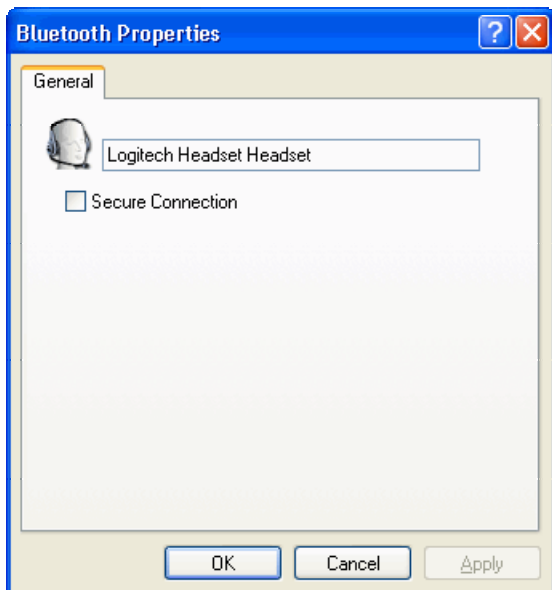 Bluetooth Properties
General
Logitech Headset Headset
Secure Connection
OK Cancel Apply